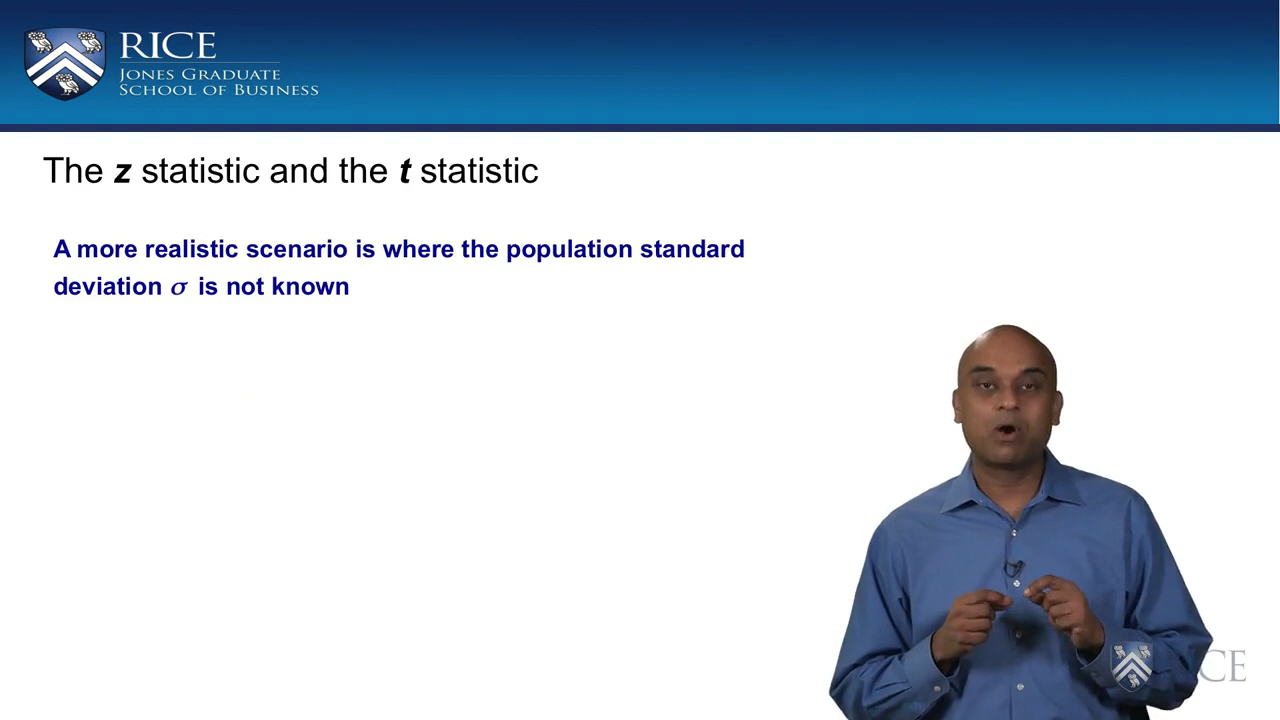 RICE
JONES GRADUATE
SCHOOL OF BUSINESS
The z statistic and the t statistic
A more realistic scenario is where the population standard
deviation σ is not known
CE